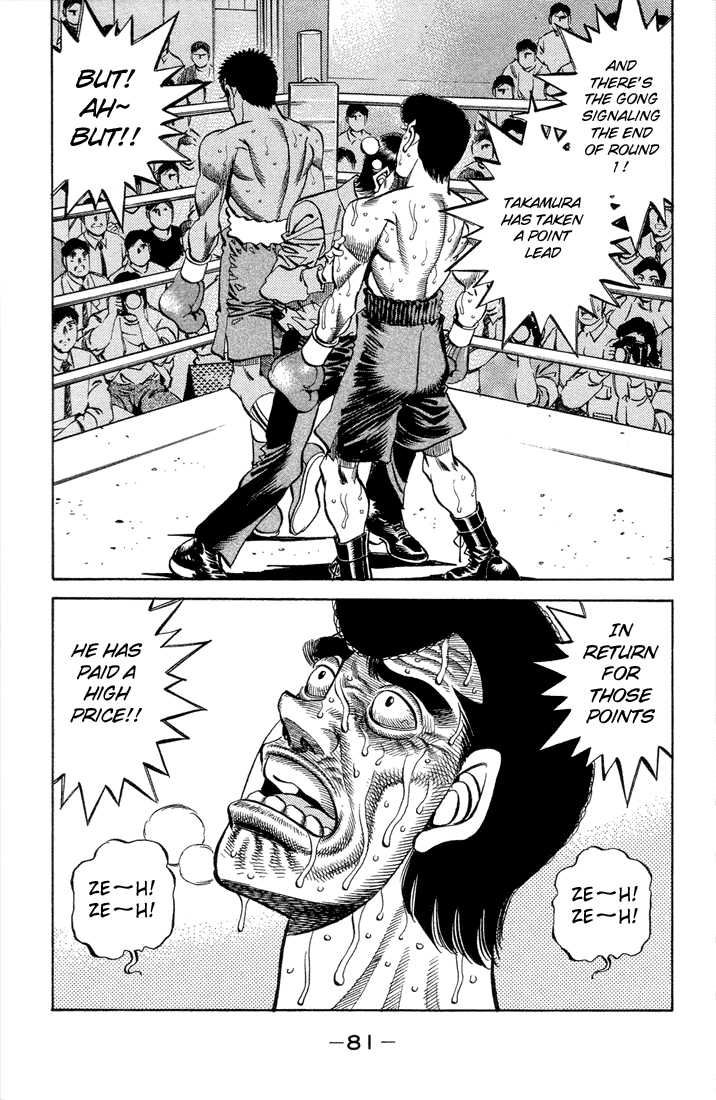 AND
THERE'S
THE GONG
SIGNALING
THE END
OF ROUND
1!
TAKAMURA
HAS TAKEN
A POINT
LEAD
BUT!
AH~
BUT!!
IN
RETURN
FOR
THOSE
POINTS
HE HAS
PAID A
HIGH
PRICE!!
ZE~H!
ZE~H!
ZE~H!
ZE~H!
-81-